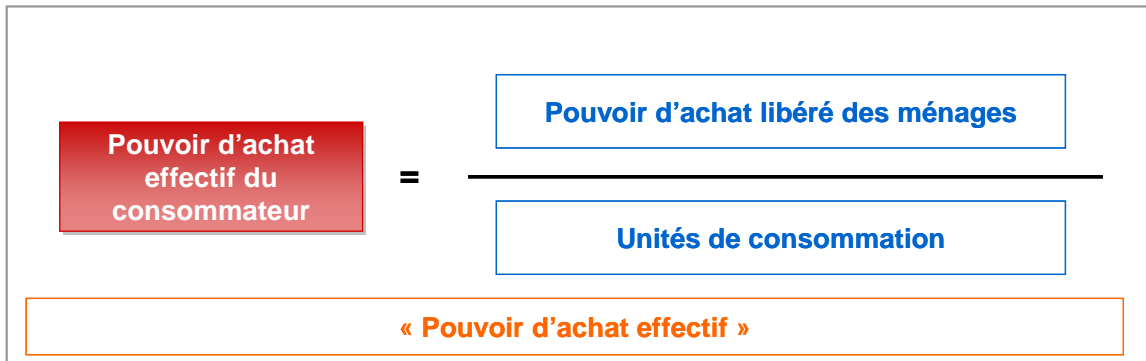 Pouvoir d'achat libéré des ménages
Pouvoir d'achat
effectif du
consommateur
=
Unités de consommation
« Pouvoir d'achat effectif »